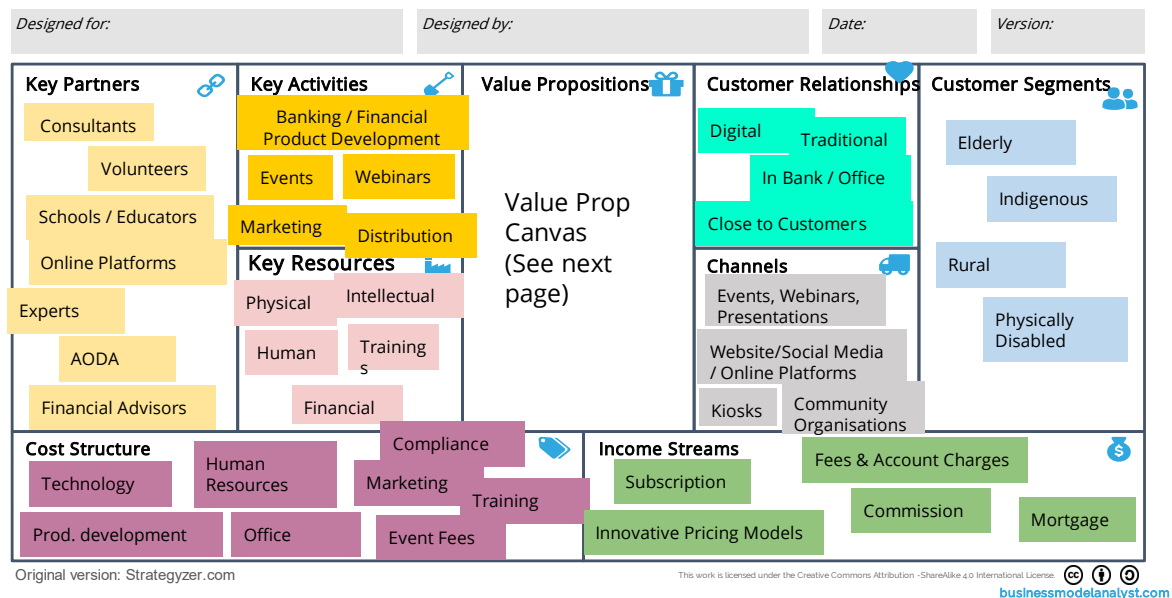 Designed for:
Designed by:
Date:
Version:
Key Partners
Consultants
Volunteers
Schools / Educators
Online Platforms
Experts
AODA
Financial Advisors
Key Activities
Banking / Financial
Product Development
Events
Webinars
Marketing
Distribution
Key Resources
Physical
Intellectual
Human
Training
s
Financial
Value Propositions
Value Prop
Canvas
(See next
page)
Customer Relationships
Digital
Traditional
In Bank / Office
Close to Customers
Channels
Events, Webinars,
Presentations
Website/Social Media
/ Online Platforms
Kiosks
Community
Organisations
Customer Segments
Elderly
Indigenous
Rural
Physically
Disabled
Cost Structure
Compliance
Human
Resources
Technology
Marketing
Training
Prod. development
Office
Event Fees
Income Streams
Fees & Account Charges
Subscription
Commission
Mortgage
Innovative Pricing Models
Original version: Strategyzer.com
This work is licensed under the Creative Commons Attribution -ShareAlike 4.0 International License.
businessmodelanalyst.com